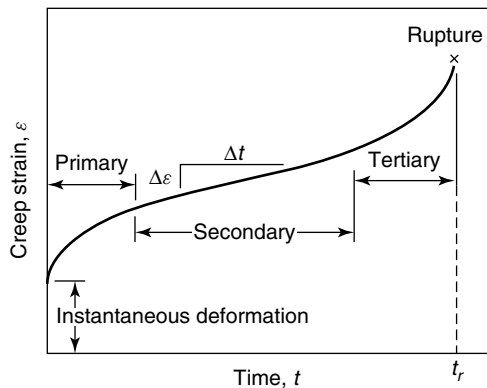 Rupture
×
Creep strain, ε
Primary
Δε
Δt
Tertiary
Secondary
Instantaneous deformation
Time, t
t_r